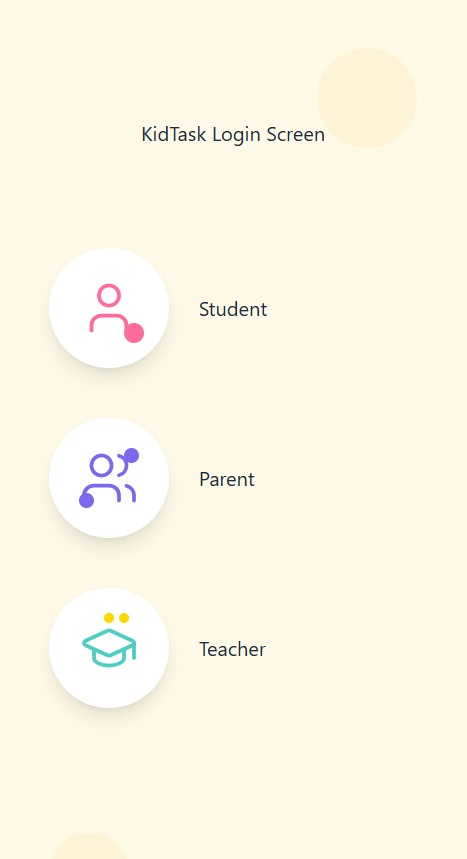 KidTask Login Screen
Student
Parent
Teacher